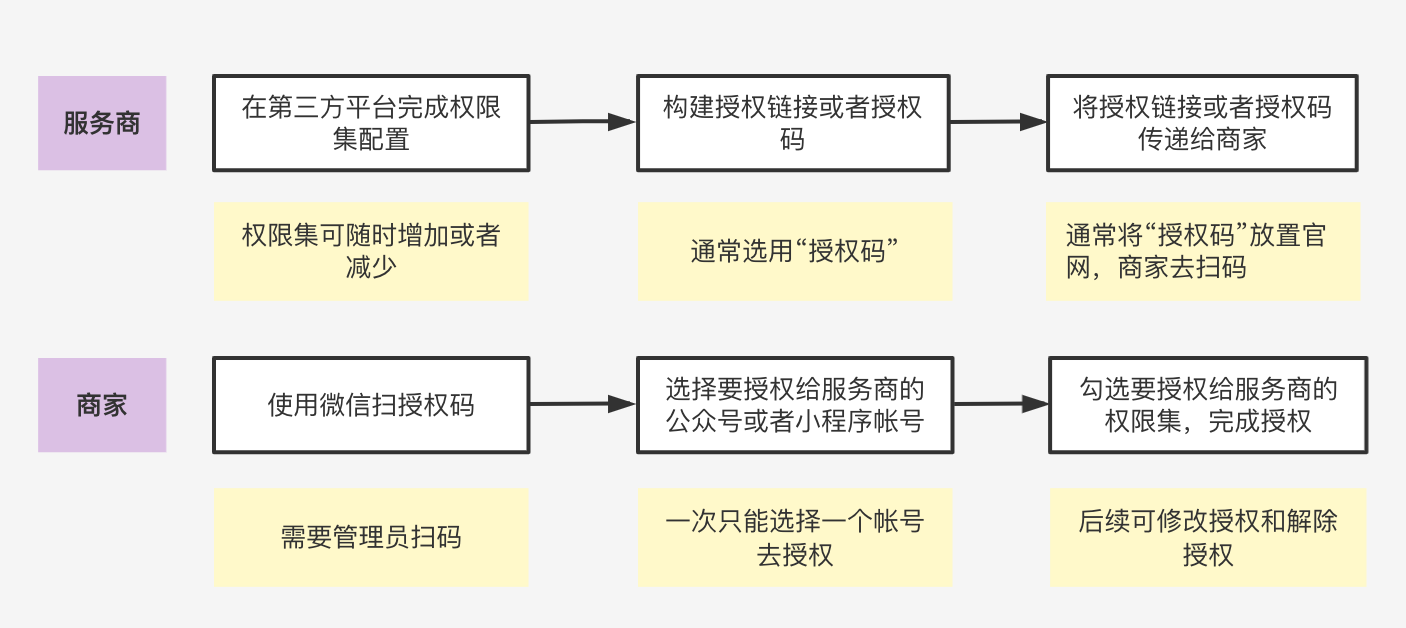 服务商
在第三方平台完成权限
集配置
构建授权链接或者授权
码
将授权链接或者授权码
传递给商家
权限集可随时增加或者
减少
通常选用“授权码”
通常将“授权码”放置官
网，商家去扫码
商家
使用微信扫授权码
选择要授权给服务商的
公众号或者小程序帐号
勾选要授权给服务商的
权限集，完成授权
需要管理员扫码
一次只能选择一个帐号
去授权
后续可修改授权和解除
授权